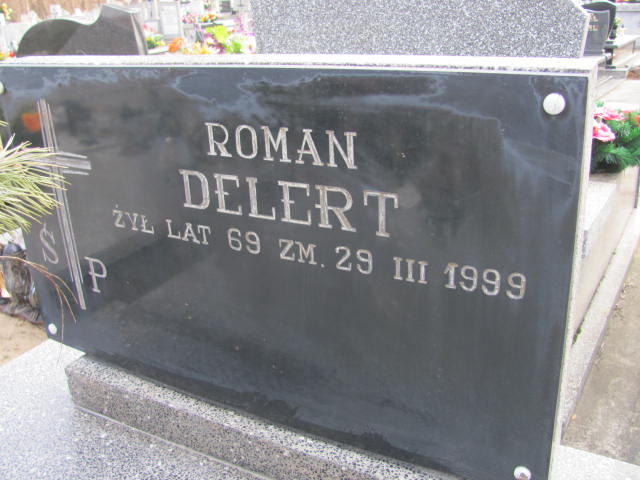 ROMAN
DELERT
ŻYŁ LAT 69 ZM. 29 III 1999
Ś P